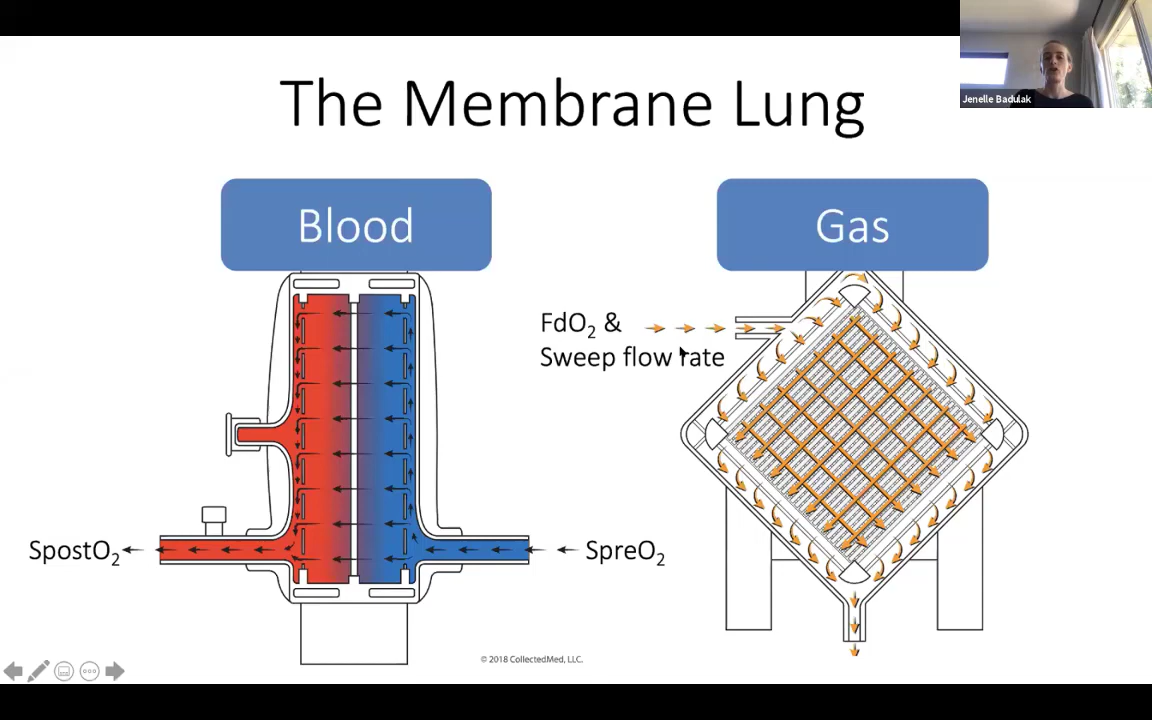 The Membrane Lung
Jenelle Badulak
Blood
Gas
FdO₂ &
Sweep flow rate
SpostO₂
SpreO₂
© 2018 CollectedMed, LLC.